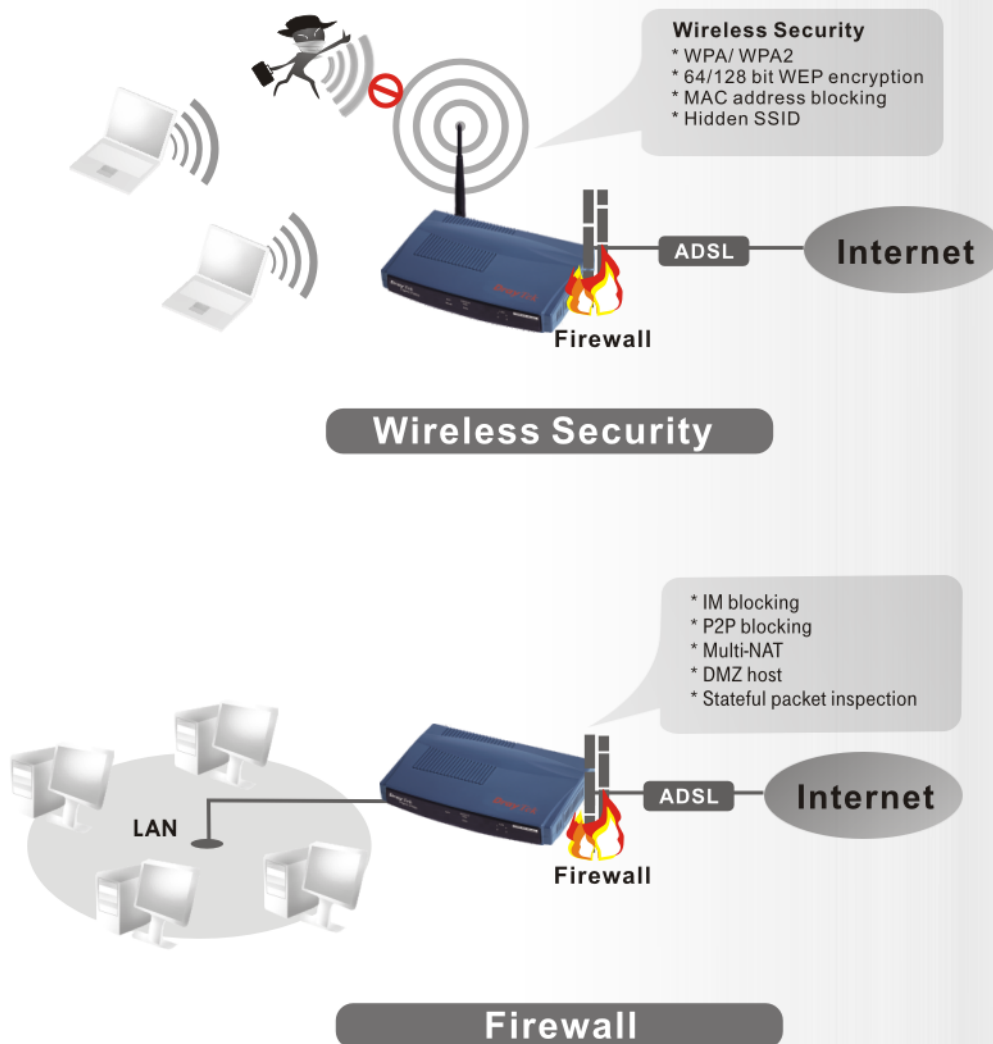 Wireless Security
* WPA/ WPA2
* 64/128 bit WEP encryption
* MAC address blocking
* Hidden SSID
ADSL
Internet
Firewall
Wireless Security
* IM blocking
* P2P blocking
* Multi-NAT
* DMZ host
* Stateful packet inspection
LAN
ADSL
Internet
Firewall
Firewall